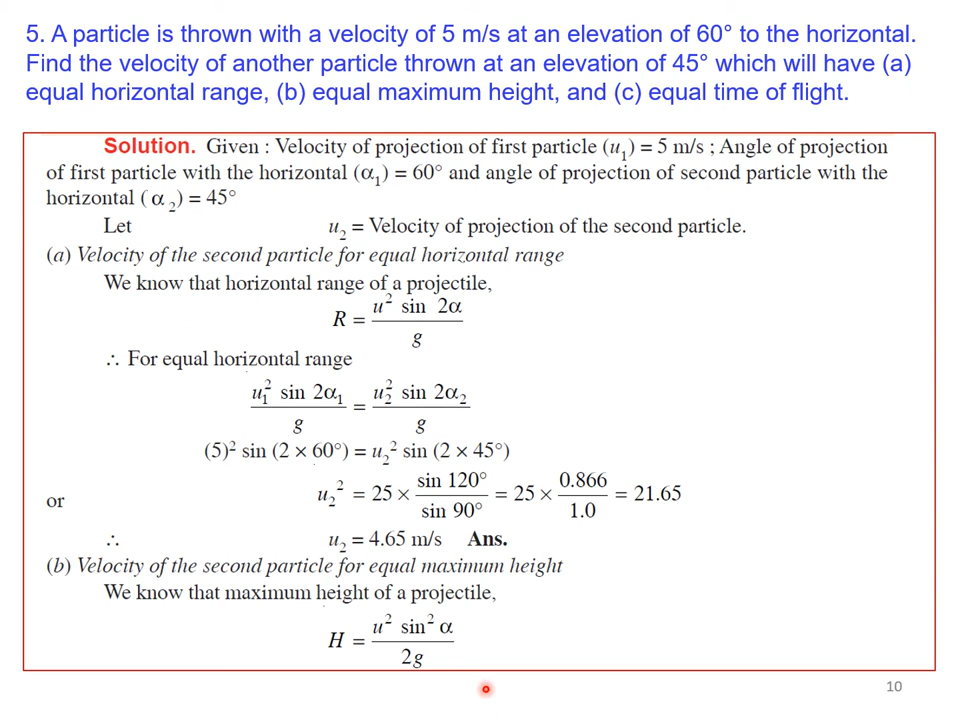 5. A particle is thrown with a velocity of 5 m/s at an elevation of 60° to the horizontal.
Find the velocity of another particle thrown at an elevation of 45° which will have (a)
equal horizontal range, (b) equal maximum height, and (c) equal time of flight.
Solution. Given : Velocity of projection of first particle (u₁) = 5 m/s ; Angle of projection
of first particle with the horizontal (α₁) = 60° and angle of projection of second particle with the
horizontal (α₂) = 45°
Let u₂ = Velocity of projection of the second particle.
(a) Velocity of the second particle for equal horizontal range
We know that horizontal range of a projectile,
R = u² sin 2α / g
∴ For equal horizontal range
u₁² sin 2α₁ / g = u₂² sin 2α₂ / g
(5)² sin (2 × 60°) = u₂² sin (2 × 45°)
or u₂² = 25 × sin 120° / sin 90° = 25 × 0.866 / 1.0 = 21.65
∴ u₂ = 4.65 m/s Ans.
(b) Velocity of the second particle for equal maximum height
We know that maximum height of a projectile,
H = u² sin² α / 2g
10